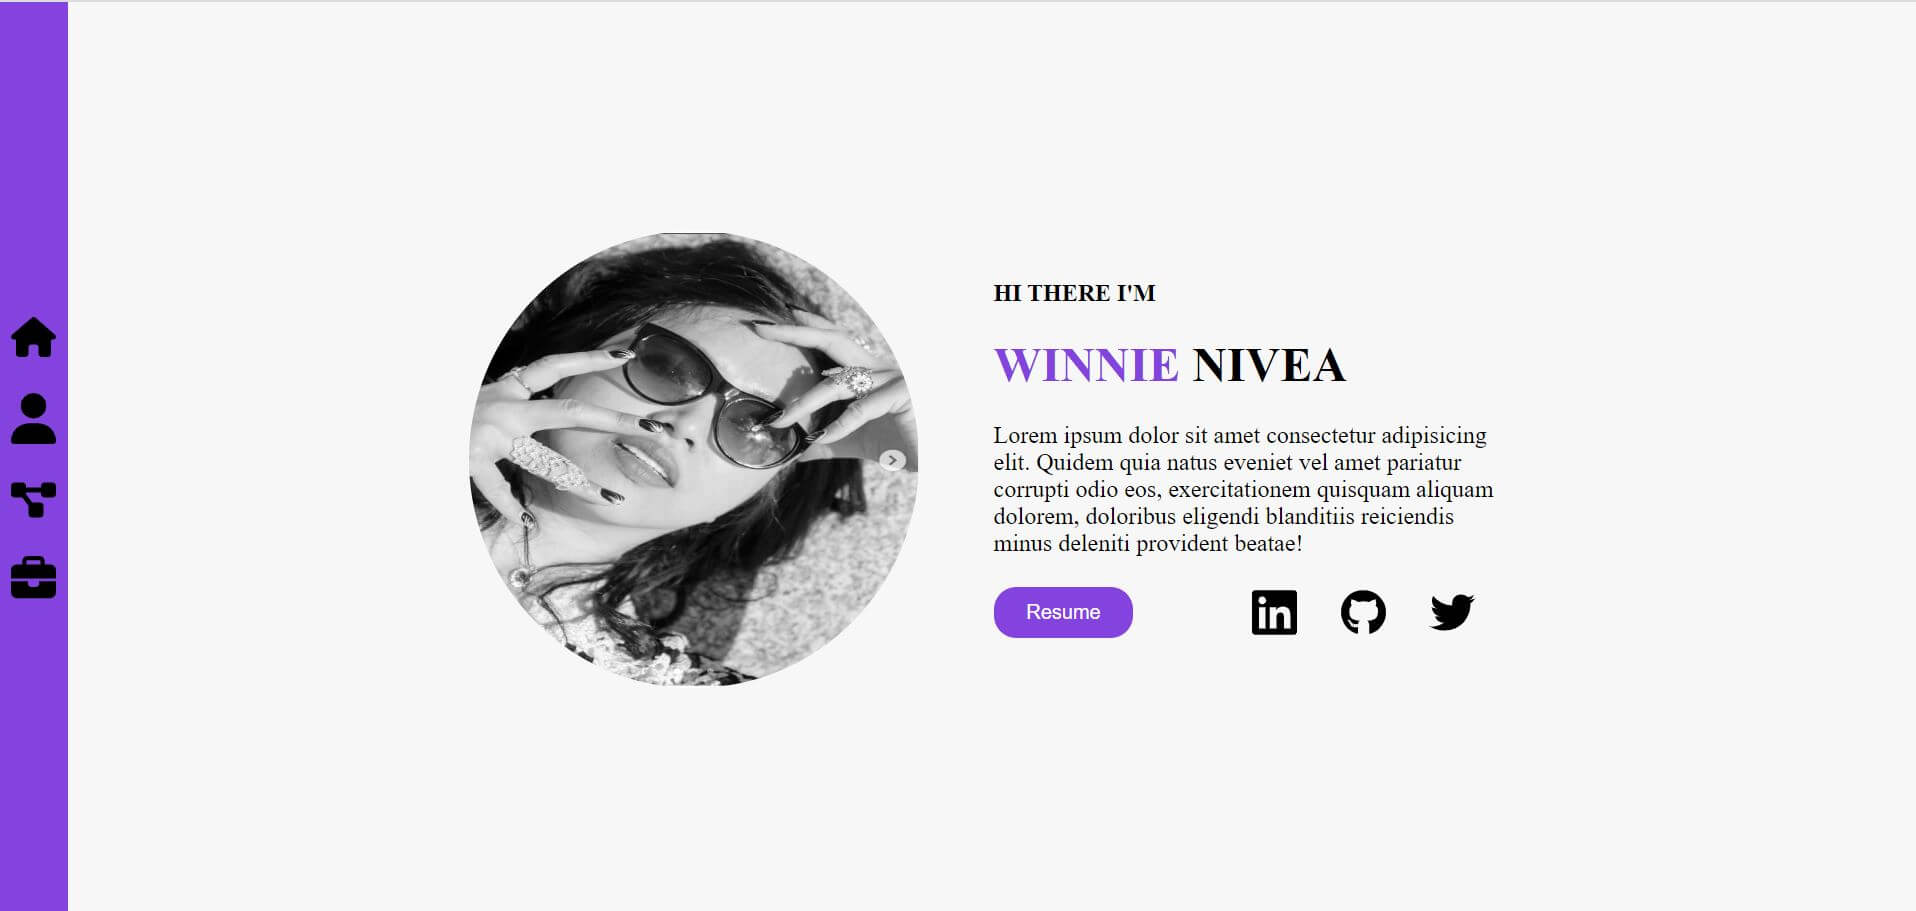 HI THERE I'M
WINNIE NIVEA
Lorem ipsum dolor sit amet consectetur adipisicing
elit. Quidem quia natus eveniet vel amet pariatur
corrupti odio eos, exercitationem quisquam aliquam
dolorem, doloribus eligendi blanditiis reiciendis
minus deleniti provident beatae!
Resume
in